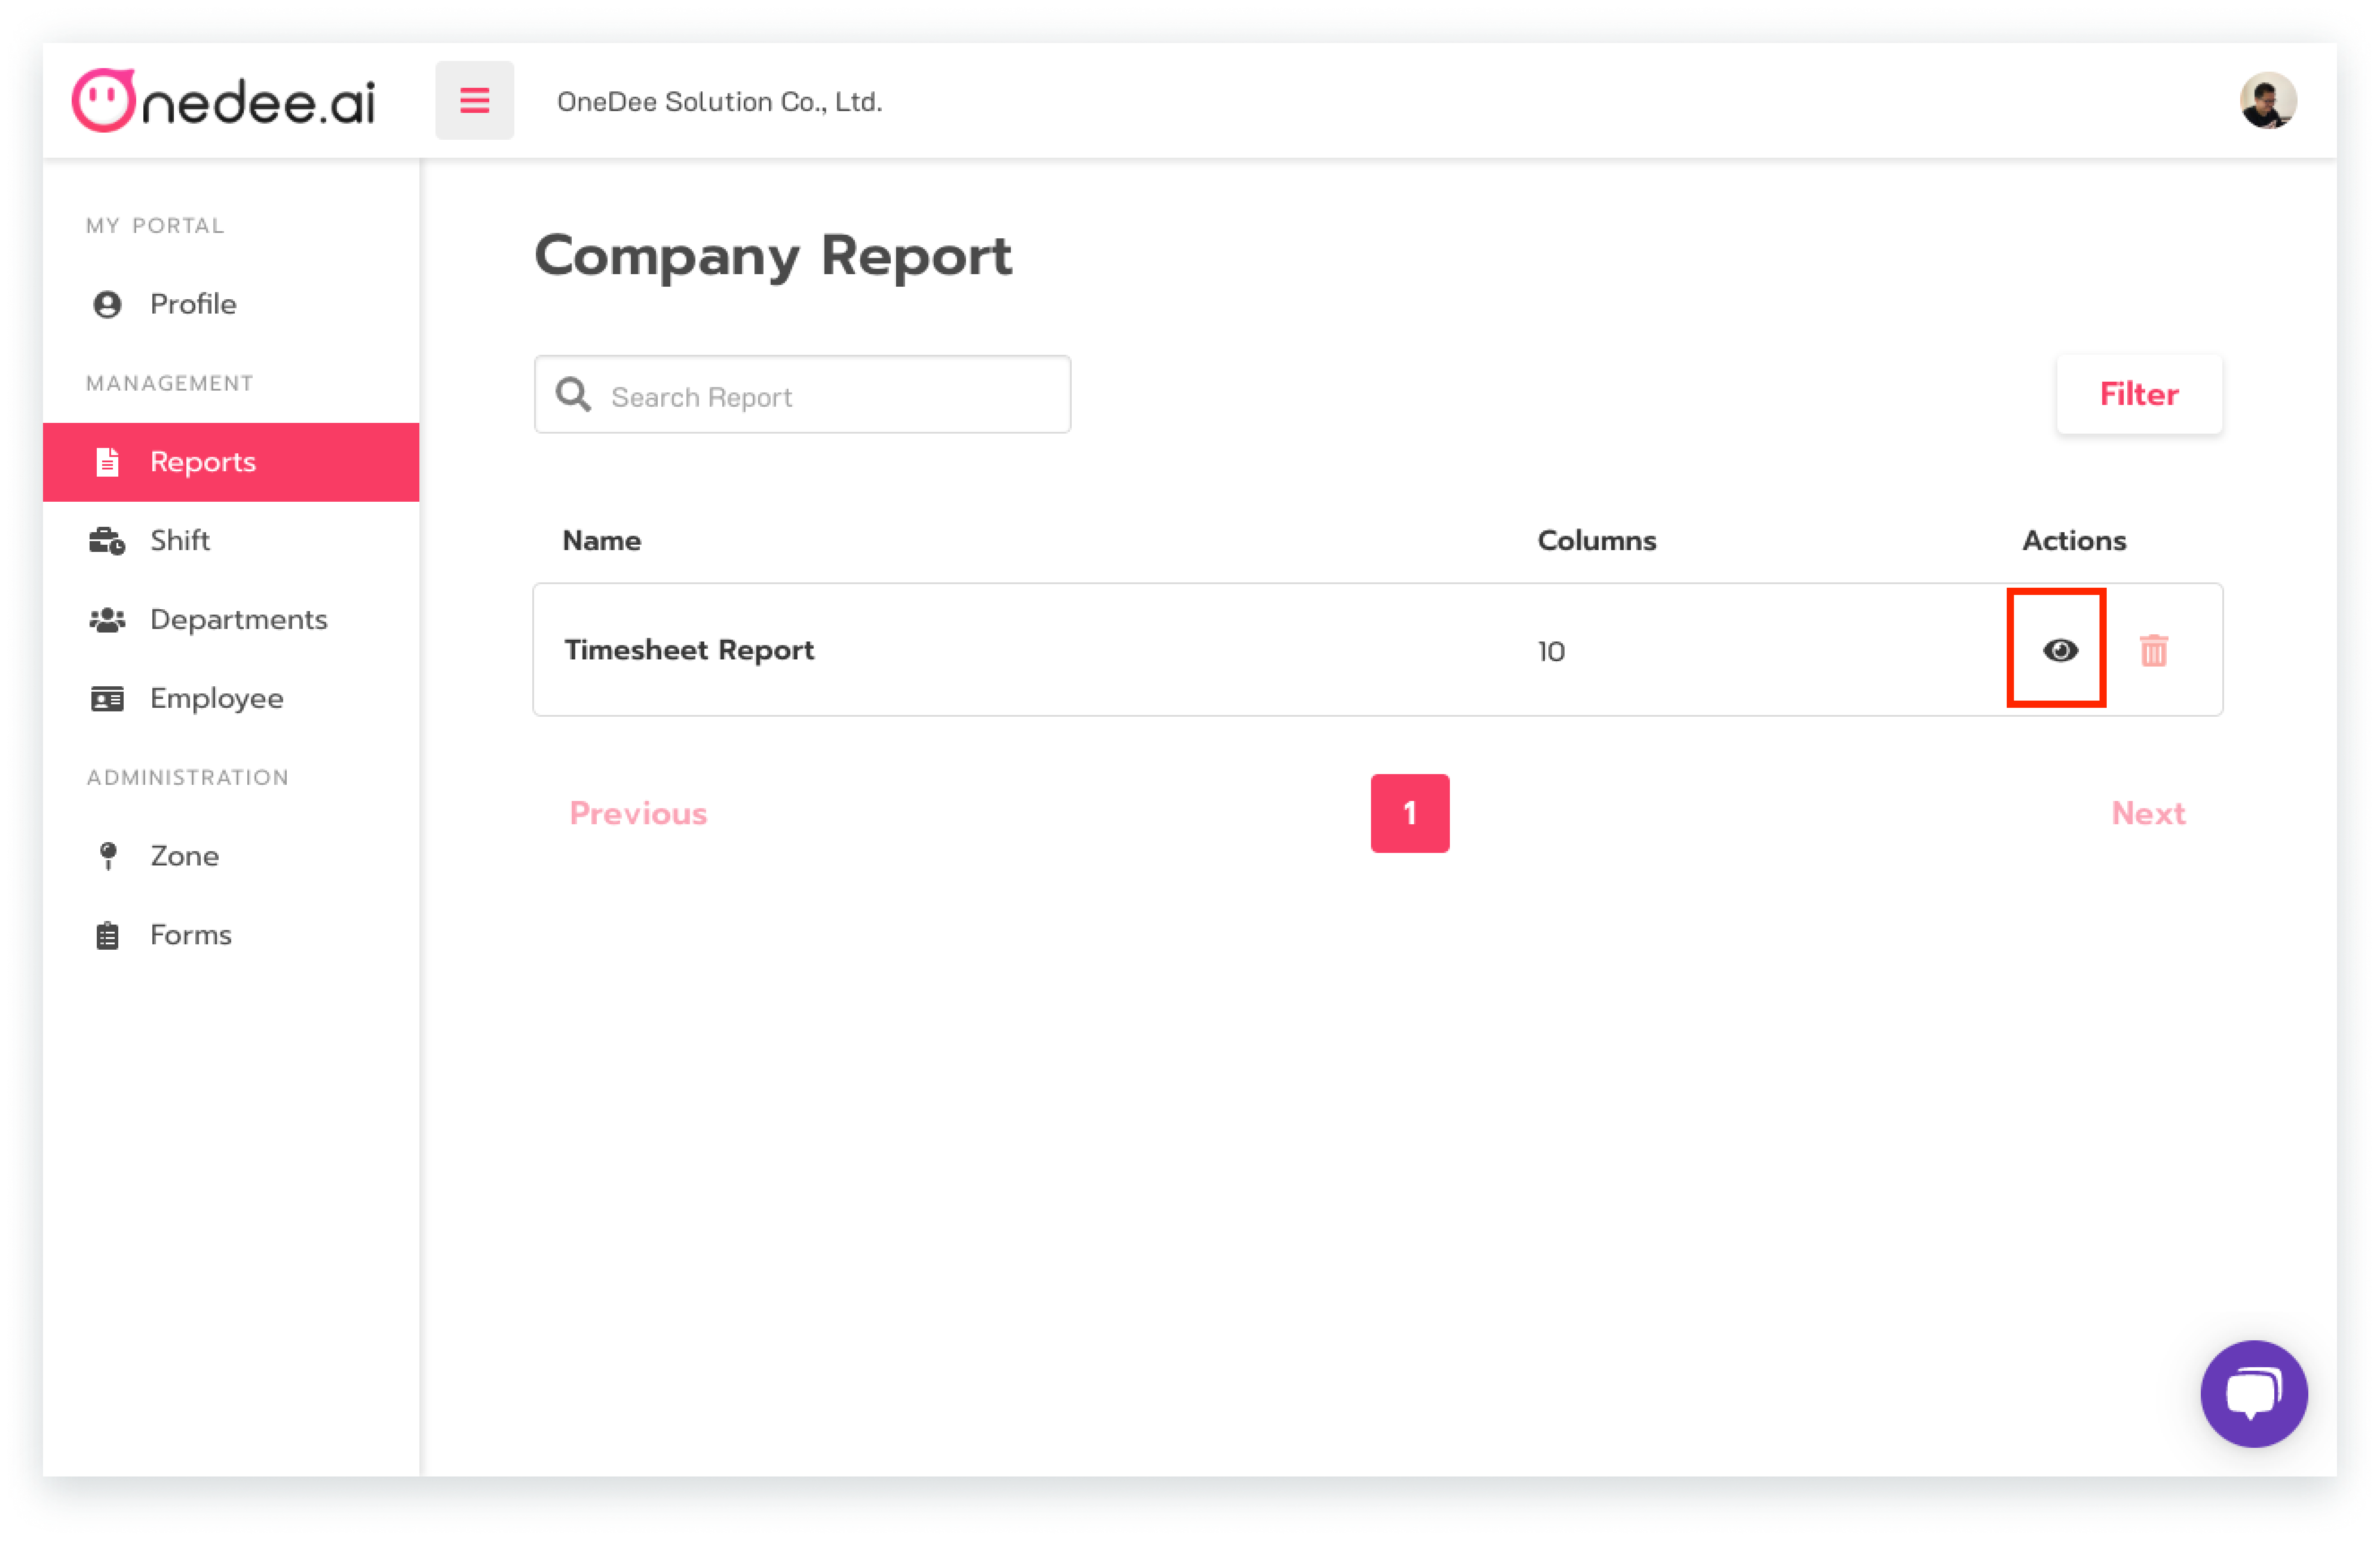 Onedee.ai
OneDee Solution Co., Ltd.
MY PORTAL
Profile
MANAGEMENT
Reports
Shift
Departments
Employee
ADMINISTRATION
Zone
Forms
Company Report
Search Report
Filter
Name Columns Actions
Timesheet Report 10
Previous 1 Next